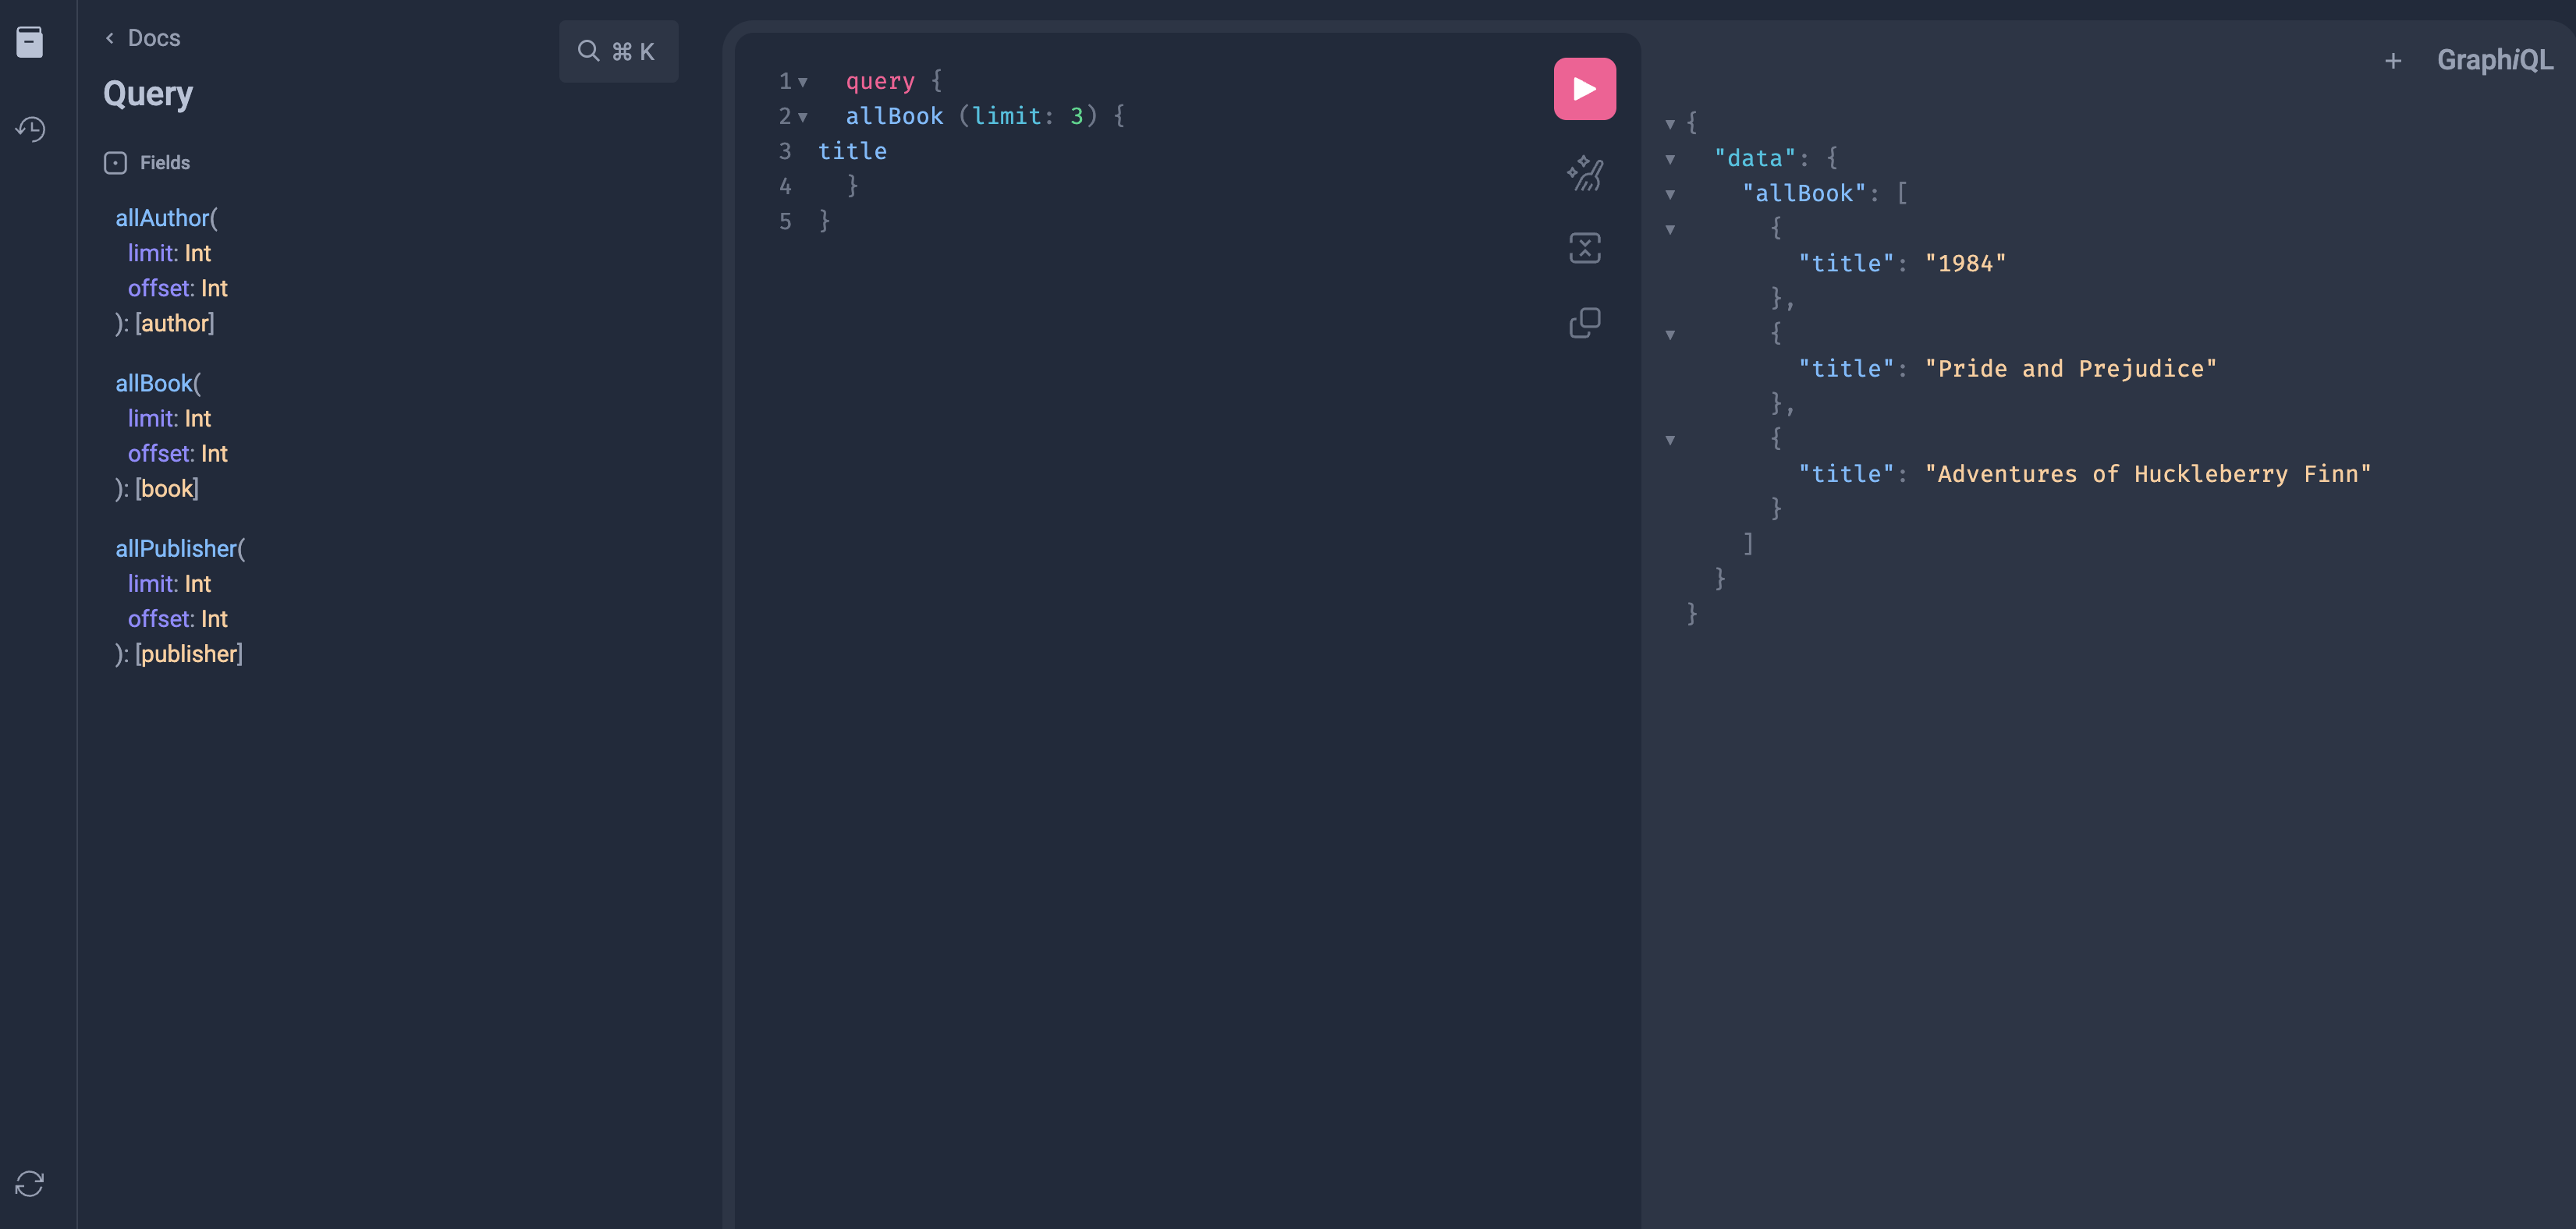 Docs
Query
⌘ K
Fields
allAuthor(
limit: Int
offset: Int
): [author]
allBook(
limit: Int
offset: Int
): [book]
allPublisher(
limit: Int
offset: Int
): [publisher]
1 query {
2 allBook (limit: 3) {
3 title
4 }
5 }
+ GraphiQL
{
"data": {
"allBook": [
{
"title": "1984"
},
{
"title": "Pride and Prejudice"
},
{
"title": "Adventures of Huckleberry Finn"
}
]
}
}